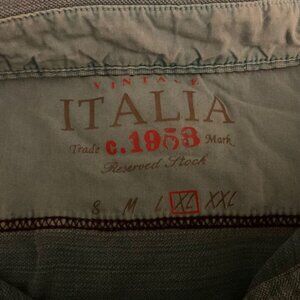 VINTAGE
ITALIA
Trade c.1953 Mark
Reserved Stock
S M L XL XXL